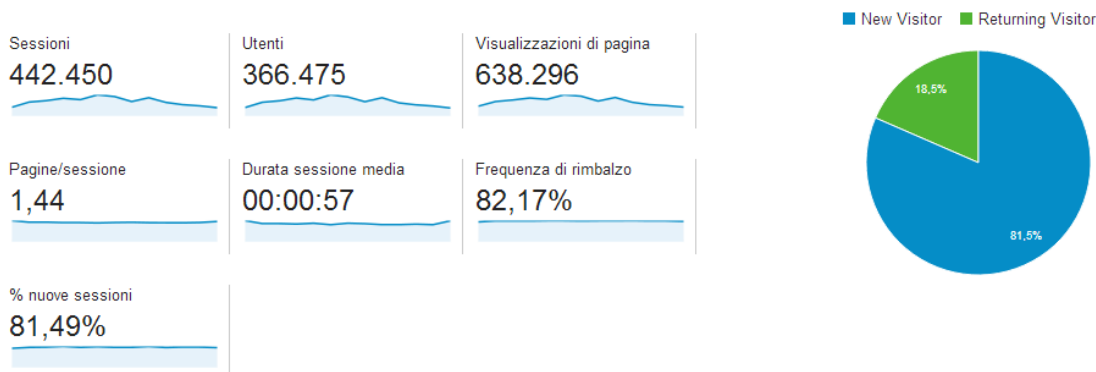 New Visitor
Returning Visitor
Sessioni
442.450
Utenti
366.475
Visualizzazioni di pagina
638.296
Pagine/sessione
1,44
Durata sessione media
00:00:57
Frequenza di rimbalzo
82,17%
% nuove sessioni
81,49%
18,5%
81,5%